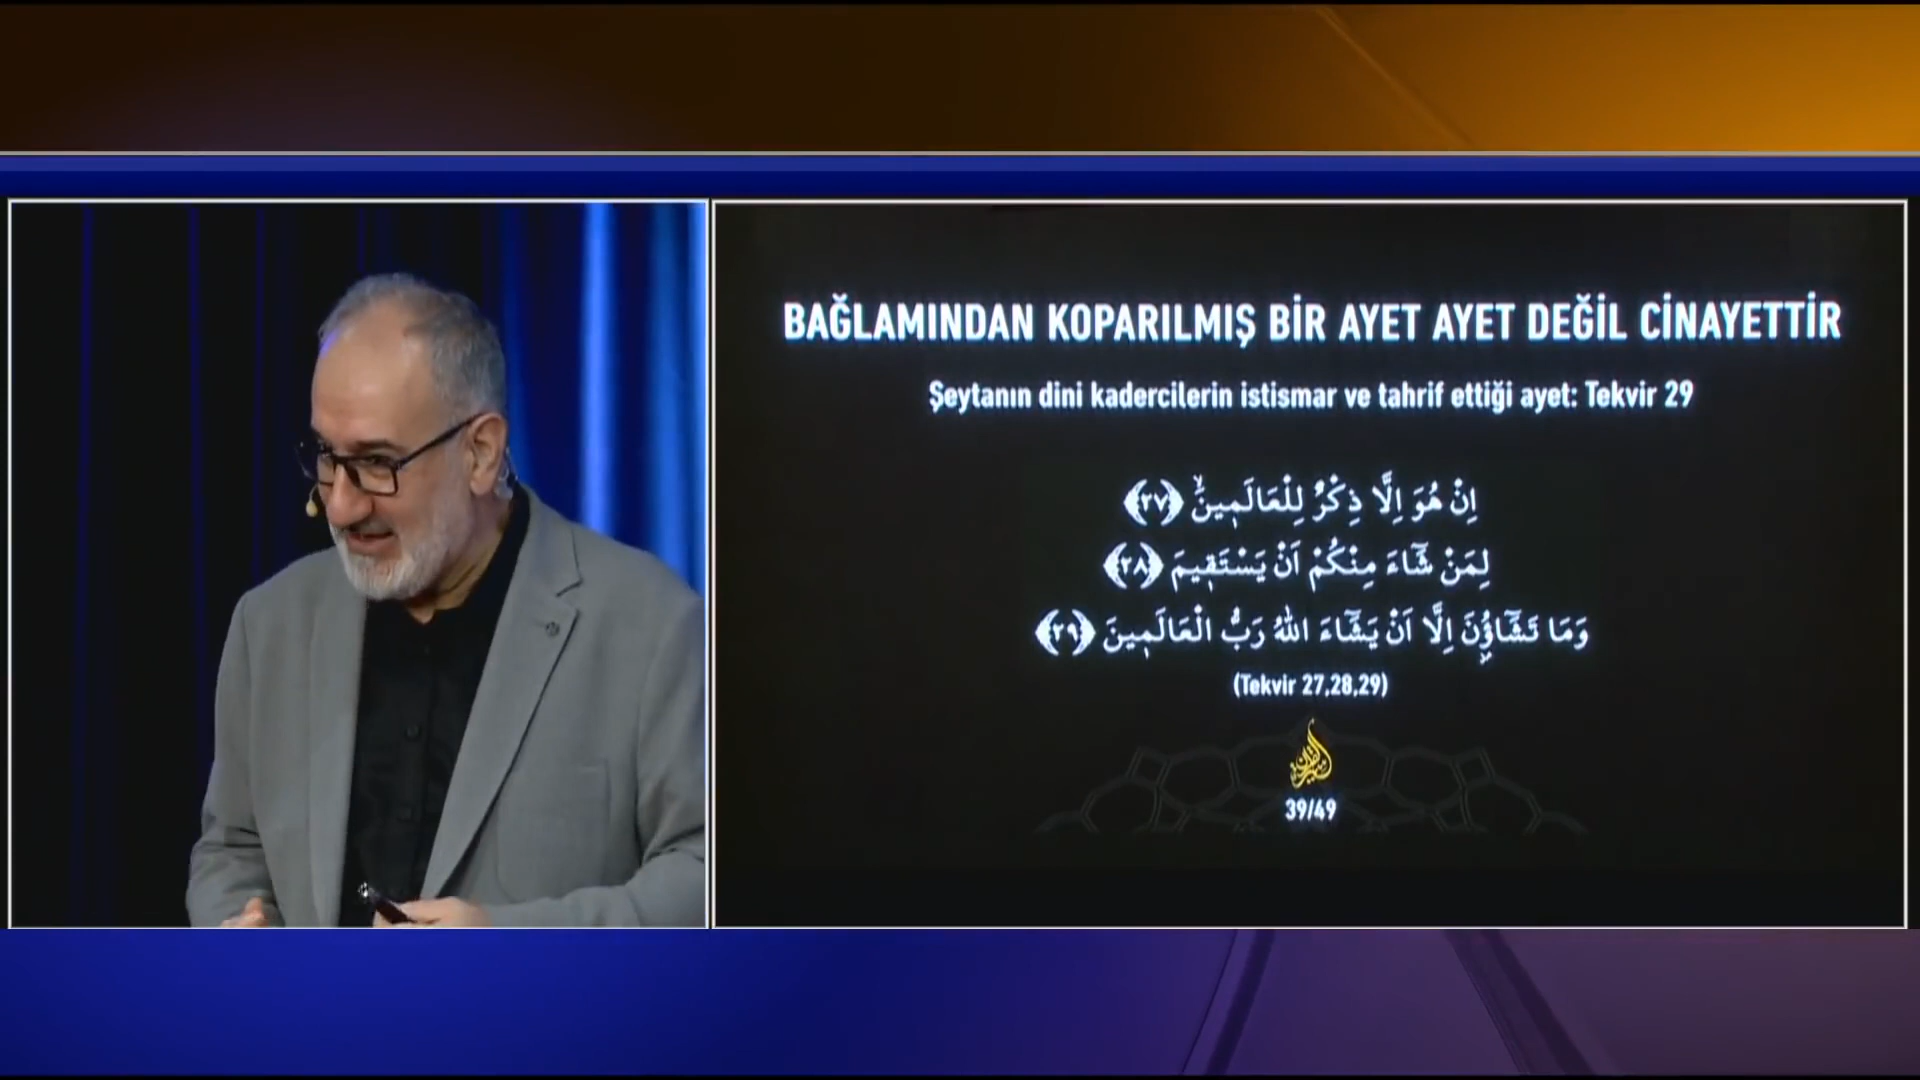 BAĞLAMINDAN KOPARILMIŞ BİR AYET AYET DEĞİL CİNAYETTİR
Şeytanın dini kadercilerin istismar ve tahrif ettiği ayet: Tekvir 29
اِنْ هُوَ اِلَّا ذِكْرٌ لِلْعَالَم۪ينَۙ ﴿٢٧﴾
لِمَنْ شَٓاءَ مِنْكُمْ اَنْ يَسْتَق۪يمَ ﴿٢٨﴾
وَمَا تَشَٓاؤُ۫نَ اِلَّٓا اَنْ يَشَٓاءَ اللّٰهُ رَبُّ الْعَالَم۪ينَ ﴿٢٩﴾
(Tekvir 27,28,29)
39/49